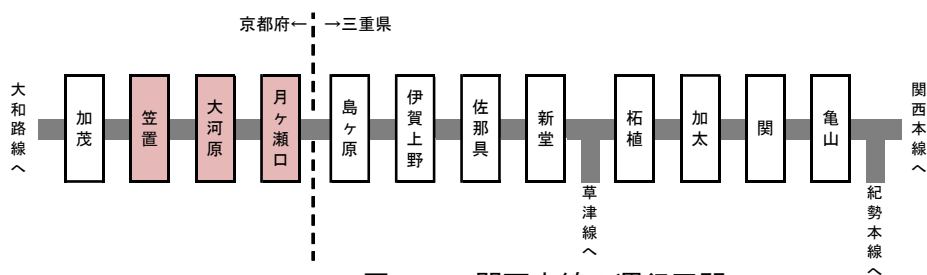 京都府← →三重県
大和路線へ
加茂
笠置
大河原
月ヶ瀬口
島ヶ原
伊賀上野
佐那具
新堂
柘植
加太
関
亀山
関西本線へ
草津線へ
紀勢本線へ